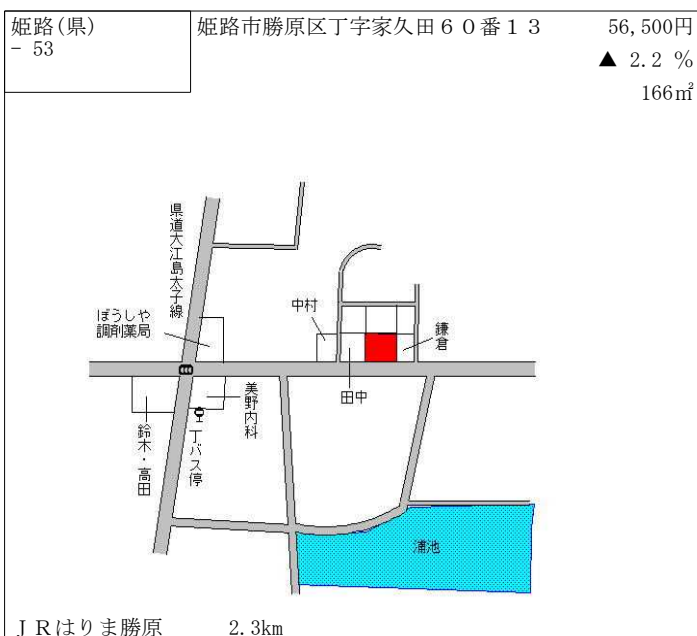 姫路(県)
- 53
姫路市勝原区丁字家久田６０番１３
56,500円
▲ 2.2 %
166㎡
県道大江島太子線
ぼうしや
調剤薬局
中村
鎌倉
田中
美野内科
丁バス停
鈴木・高田
浦池
ＪＲはりま勝原 2.3km